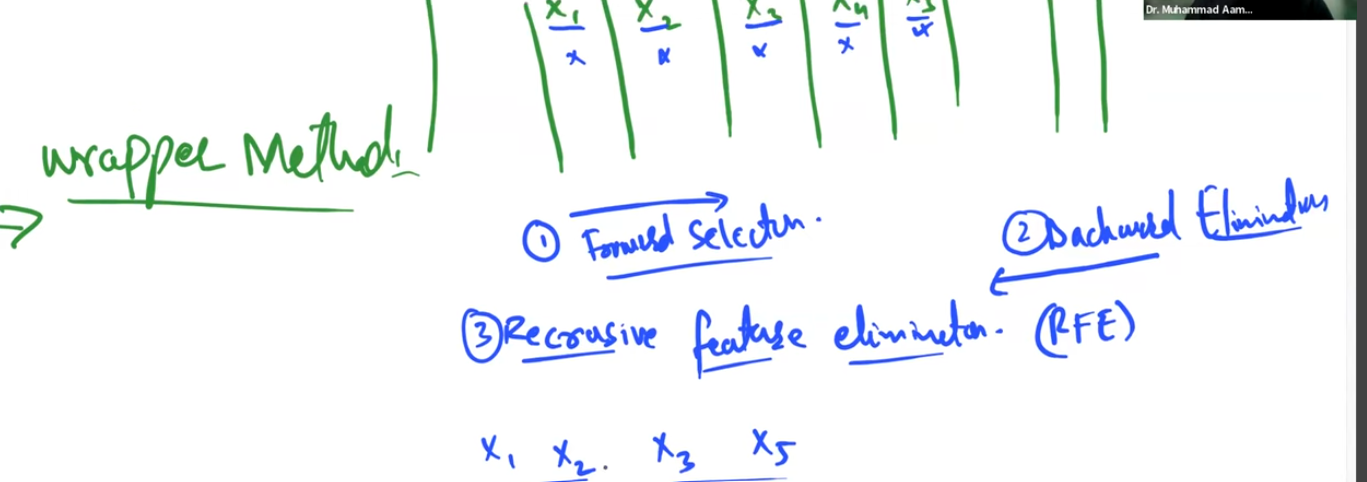 X1 X2 X3 X4 X5
x x x x x
Dr. Muhammad Aam...
wrapper Method:
① Forward Selection.
② Backward Elimination
③ Recrusive feature elimination. (RFE)
X1 X2. X3 X5